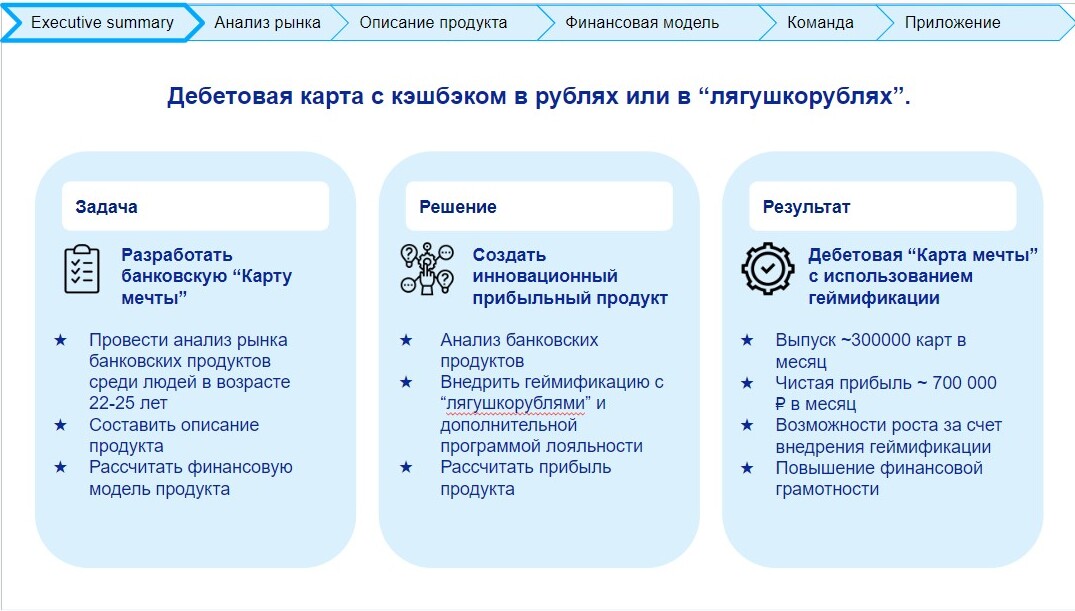 Executive summary
Анализ рынка
Описание продукта
Финансовая модель
Команда
Приложение
Дебетовая карта с кэшбэком в рублях или в “лягушкорублях”.
Задача
Разработать
банковскую “Карту
мечты”
★ Провести анализ рынка
банковских продуктов
среди людей в возрасте
22-25 лет
★ Составить описание
продукта
★ Рассчитать финансовую
модель продукта
Решение
Создать
инновационный
прибыльный продукт
★ Анализ банковских
продуктов
★ Внедрить геймификацию с
“лягушкорублями” и
дополнительной
программой лояльности
★ Рассчитать прибыль
продукта
Результат
Дебетовая “Карта мечты”
с использованием
геймификации
★ Выпуск ~300000 карт в
месяц
★ Чистая прибыль ~ 700 000
₽ в месяц
★ Возможности роста за счет
внедрения геймификации
★ Повышение финансовой
грамотности